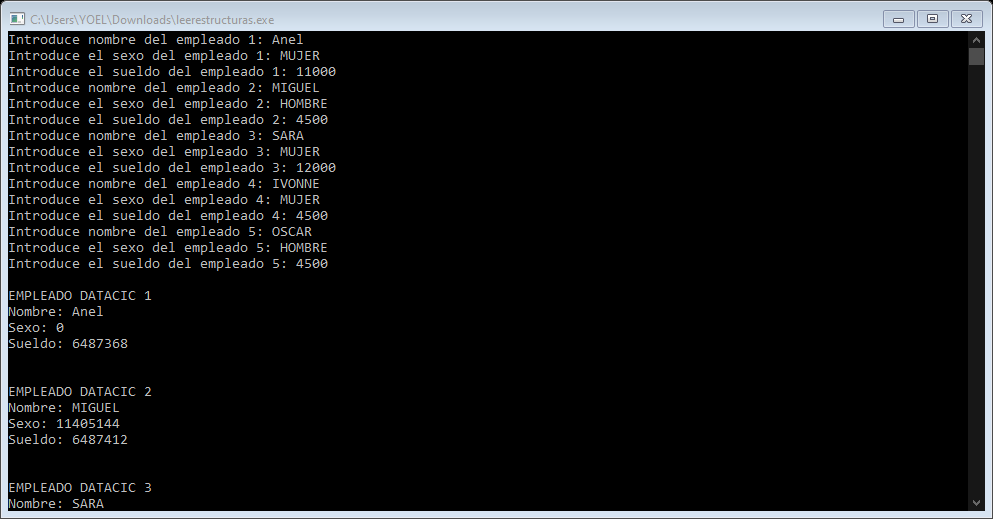 C:\Users\YOEL\Downloads\leerestructuras.exe
Introduce nombre del empleado 1: Anel
Introduce el sexo del empleado 1: MUJER
Introduce el sueldo del empleado 1: 11000
Introduce nombre del empleado 2: MIGUEL
Introduce el sexo del empleado 2: HOMBRE
Introduce el sueldo del empleado 2: 4500
Introduce nombre del empleado 3: SARA
Introduce el sexo del empleado 3: MUJER
Introduce el sueldo del empleado 3: 12000
Introduce nombre del empleado 4: IVONNE
Introduce el sexo del empleado 4: MUJER
Introduce el sueldo del empleado 4: 4500
Introduce nombre del empleado 5: OSCAR
Introduce el sexo del empleado 5: HOMBRE
Introduce el sueldo del empleado 5: 4500
EMPLEADO DATACIC 1
Nombre: Anel
Sexo: 0
Sueldo: 6487368
EMPLEADO DATACIC 2
Nombre: MIGUEL
Sexo: 11405144
Sueldo: 6487412
EMPLEADO DATACIC 3
Nombre: SARA